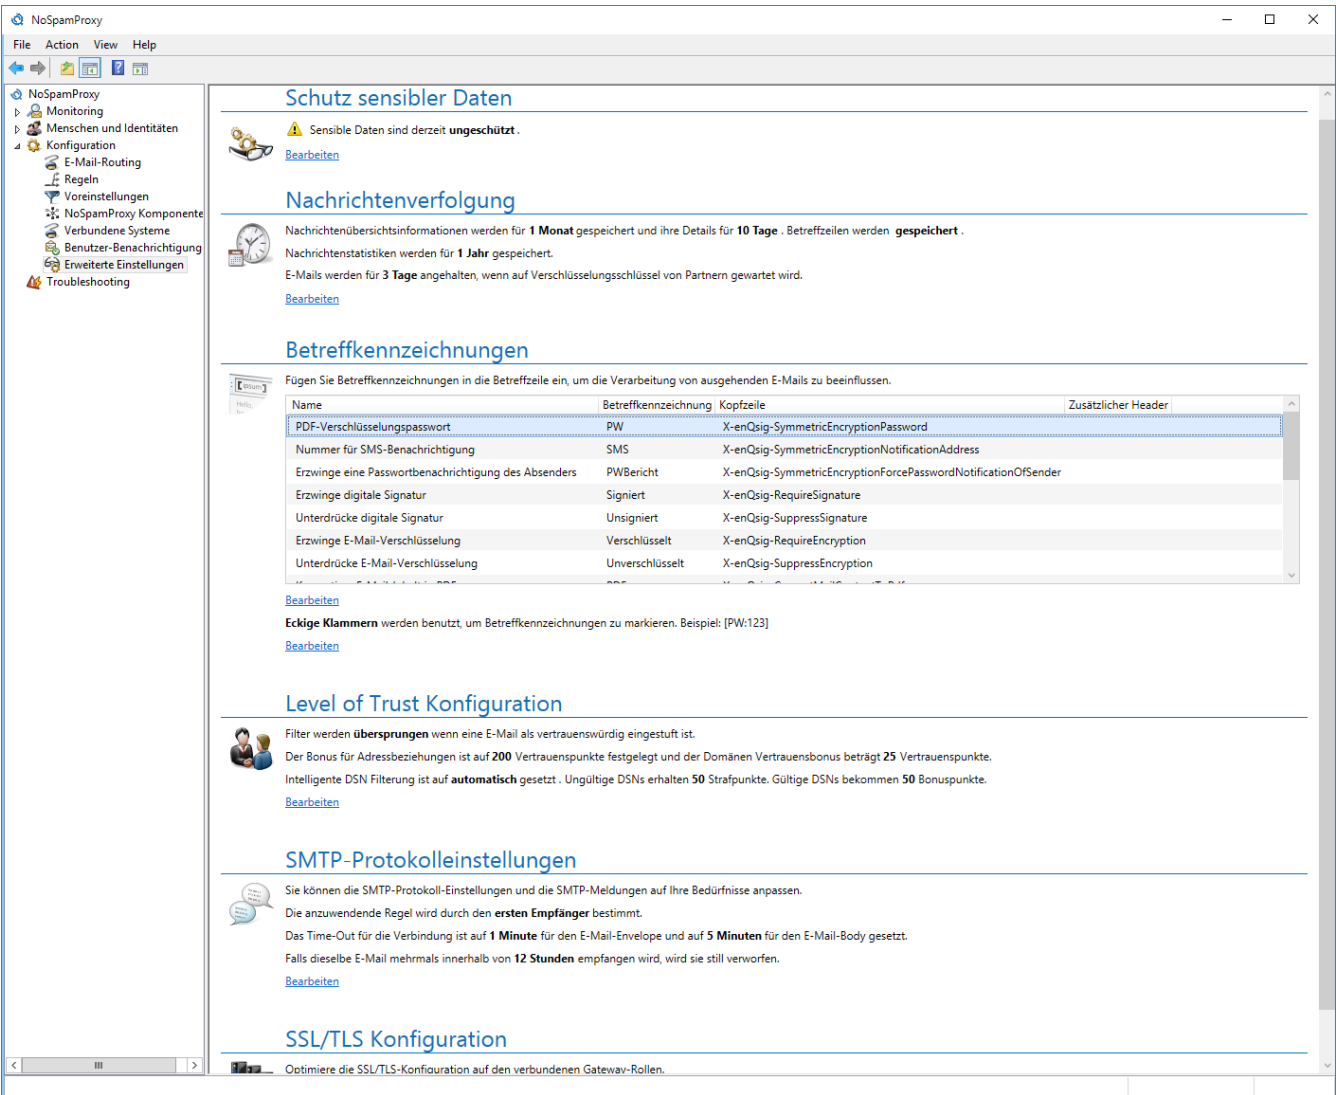 NoSpamProxy
File Action View Help
NoSpamProxy
Monitoring
Menschen und Identitäten
Konfiguration
E-Mail-Routing
Regeln
Voreinstellungen
NoSpamProxy Komponente
Verbundene Systeme
Benutzer-Benachrichtigung
Erweiterte Einstellungen
Troubleshooting
Schutz sensibler Daten
Sensible Daten sind derzeit ungeschützt .
Bearbeiten
Nachrichtenverfolgung
Nachrichtenübersichtsinformationen werden für 1 Monat gespeichert und ihre Details für 10 Tage . Betreffzeilen werden gespeichert .
Nachrichtenstatistiken werden für 1 Jahr gespeichert.
E-Mails werden für 3 Tage angehalten, wenn auf Verschlüsselungsschlüssel von Partnern gewartet wird.
Bearbeiten
Betreffkennzeichnungen
Fügen Sie Betreffkennzeichnungen in die Betreffzeile ein, um die Verarbeitung von ausgehenden E-Mails zu beeinflussen.
Name Betreffkennzeichnung Kopfzeile Zusätzlicher Header
PDF-Verschlüsselungspasswort PW X-enQsig-SymmetricEncryptionPassword
Nummer für SMS-Benachrichtigung SMS X-enQsig-SymmetricEncryptionNotificationAddress
Erzwinge eine Passwortbenachrichtigung des Absenders PWBericht X-enQsig-SymmetricEncryptionForcePasswordNotificationOfSender
Erzwinge digitale Signatur Signiert X-enQsig-RequireSignature
Unterdrücke digitale Signatur Unsigniert X-enQsig-SuppressSignature
Erzwinge E-Mail-Verschlüsselung Verschlüsselt X-enQsig-RequireEncryption
Unterdrücke E-Mail-Verschlüsselung Unverschlüsselt X-enQsig-SuppressEncryption
Bearbeiten
Eckige Klammern werden benutzt, um Betreffkennzeichnungen zu markieren. Beispiel: [PW:123]
Bearbeiten
Level of Trust Konfiguration
Filter werden übersprungen wenn eine E-Mail als vertrauenswürdig eingestuft ist.
Der Bonus für Adressbeziehungen ist auf 200 Vertrauenspunkte festgelegt und der Domänen Vertrauensbonus beträgt 25 Vertrauenspunkte.
Intelligente DSN Filterung ist auf automatisch gesetzt . Ungültige DSNs erhalten 50 Strafpunkte. Gültige DSNs bekommen 50 Bonuspunkte.
Bearbeiten
SMTP-Protokolleinstellungen
Sie können die SMTP-Protokoll-Einstellungen und die SMTP-Meldungen auf Ihre Bedürfnisse anpassen.
Die anzuwendende Regel wird durch den ersten Empfänger bestimmt.
Das Time-Out für die Verbindung ist auf 1 Minute für den E-Mail-Envelope und auf 5 Minuten für den E-Mail-Body gesetzt.
Falls dieselbe E-Mail mehrmals innerhalb von 12 Stunden empfangen wird, wird sie still verworfen.
Bearbeiten
SSL/TLS Konfiguration
Optimiere die SSL/TLS-Konfiguration auf den verbundenen Gateway-Rollen.